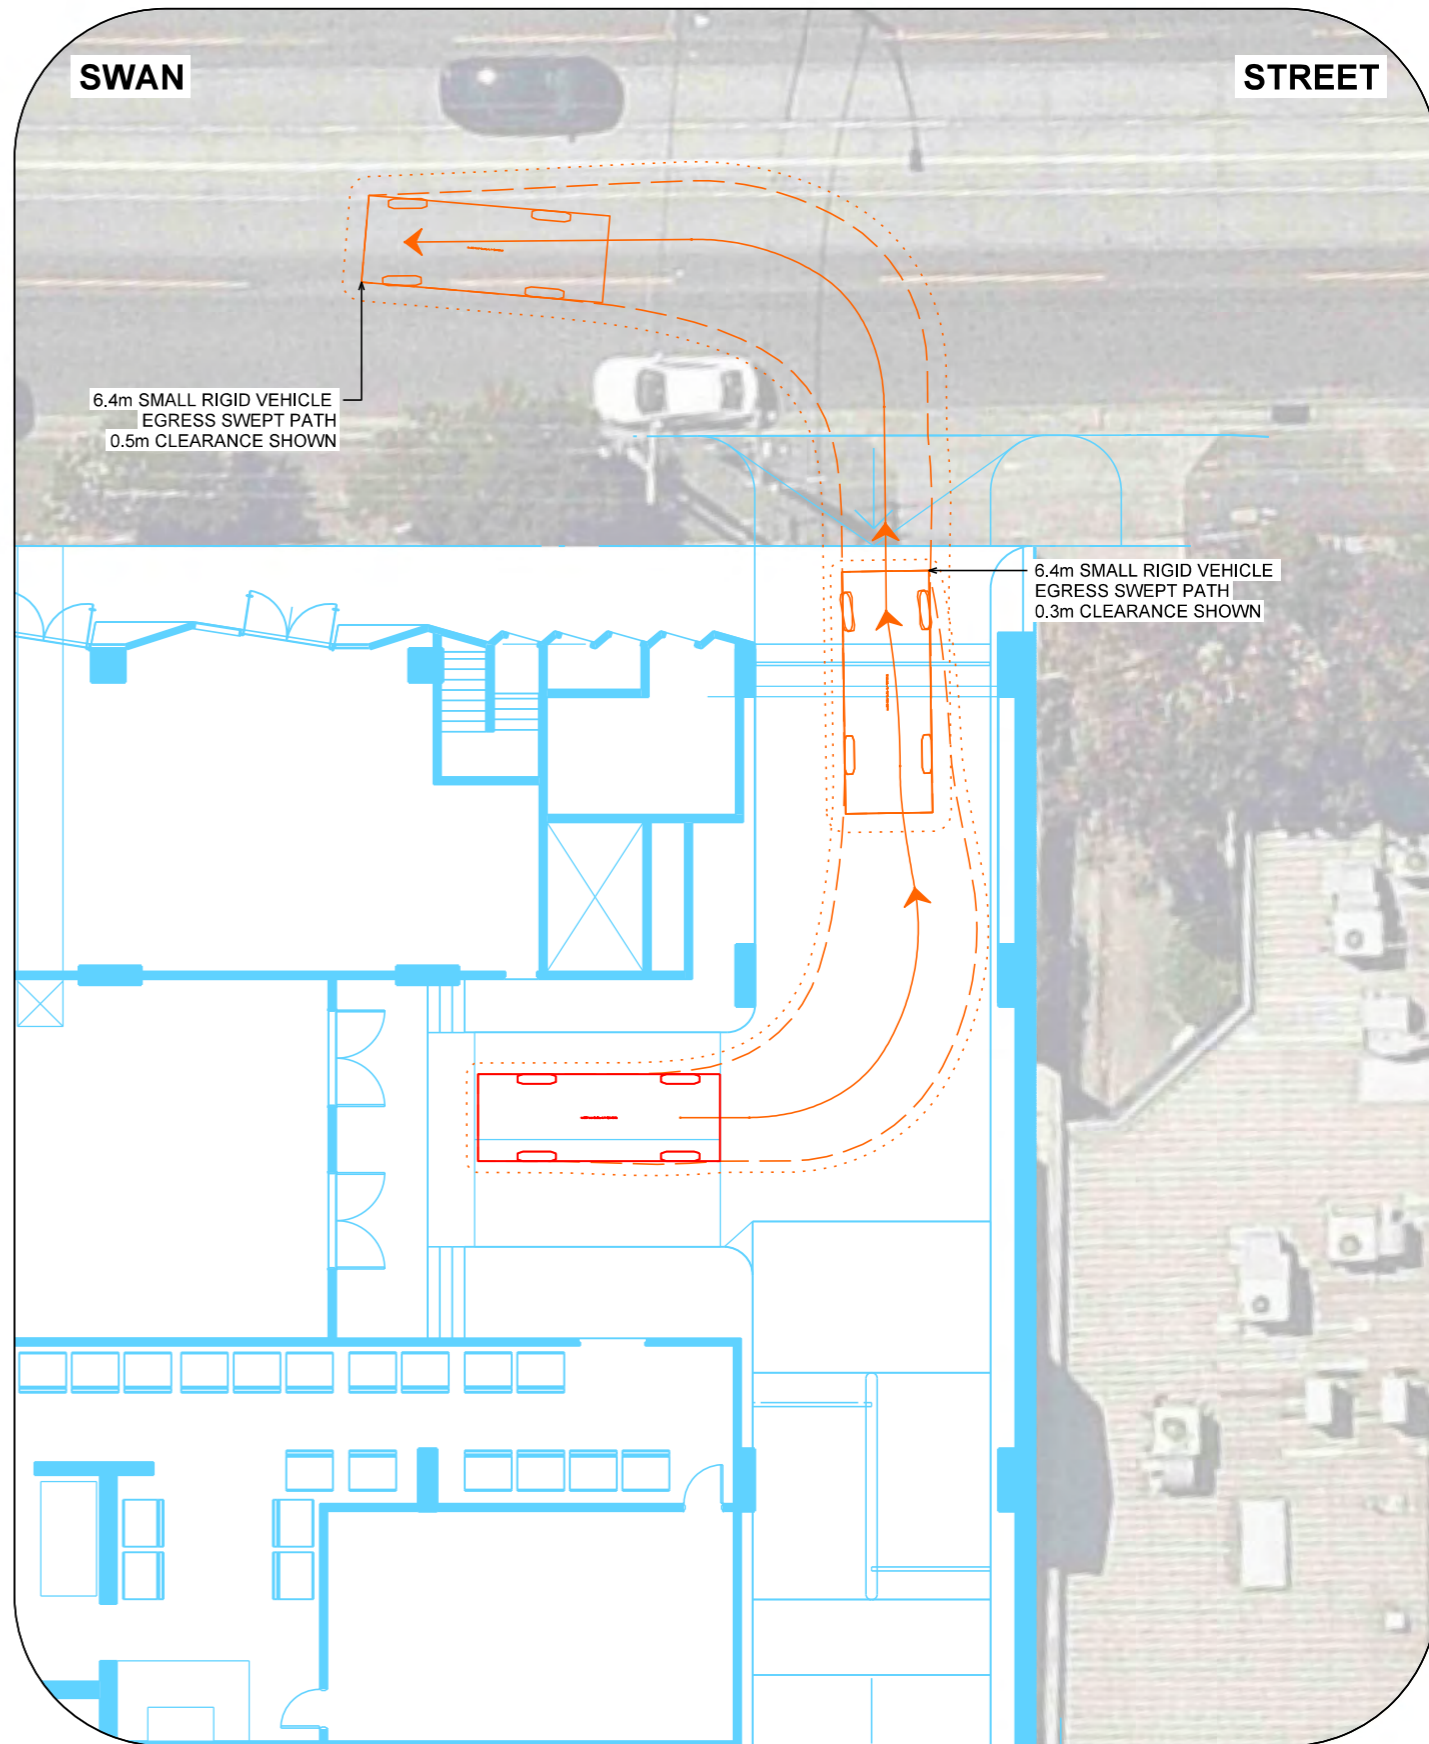 SWAN
STREET
6.4m SMALL RIGID VEHICLE
EGRESS SWEPT PATH
0.5m CLEARANCE SHOWN
6.4m SMALL RIGID VEHICLE
EGRESS SWEPT PATH
0.3m CLEARANCE SHOWN